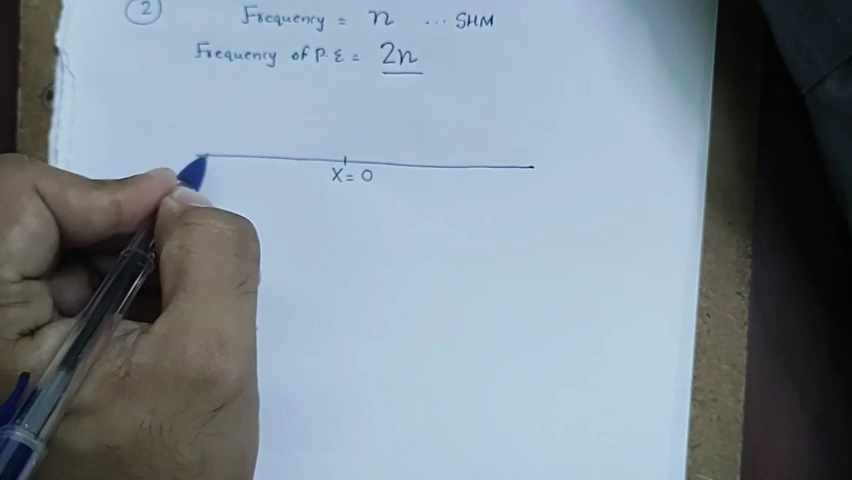 2
Frequency = n ... SHM
Frequency of P.E = 2n
X = 0